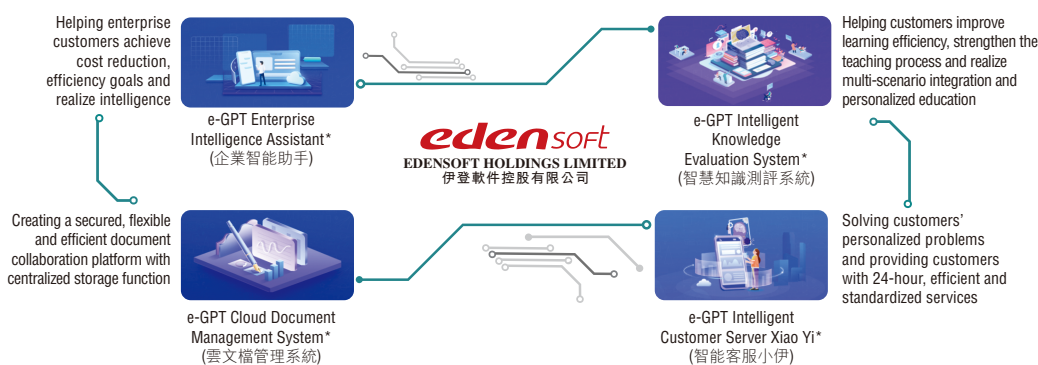 Helping enterprise
customers achieve
cost reduction,
efficiency goals and
realize intelligence
e-GPT Enterprise
Intelligence Assistant*
(企業智能助手)
Helping customers improve
learning efficiency, strengthen the
teaching process and realize
multi-scenario integration and
personalized education
e-GPT Intelligent
Knowledge
Evaluation System*
(智慧知識測評系統)
edensoft
EDENSOFT HOLDINGS LIMITED
伊登軟件控股有限公司
Creating a secured, flexible
and efficient document
collaboration platform with
centralized storage function
e-GPT Cloud Document
Management System*
(雲文檔管理系統)
Solving customers'
personalized problems
and providing customers
with 24-hour, efficient and
standardized services
e-GPT Intelligent
Customer Server Xiao Yi*
(智能客服小伊)